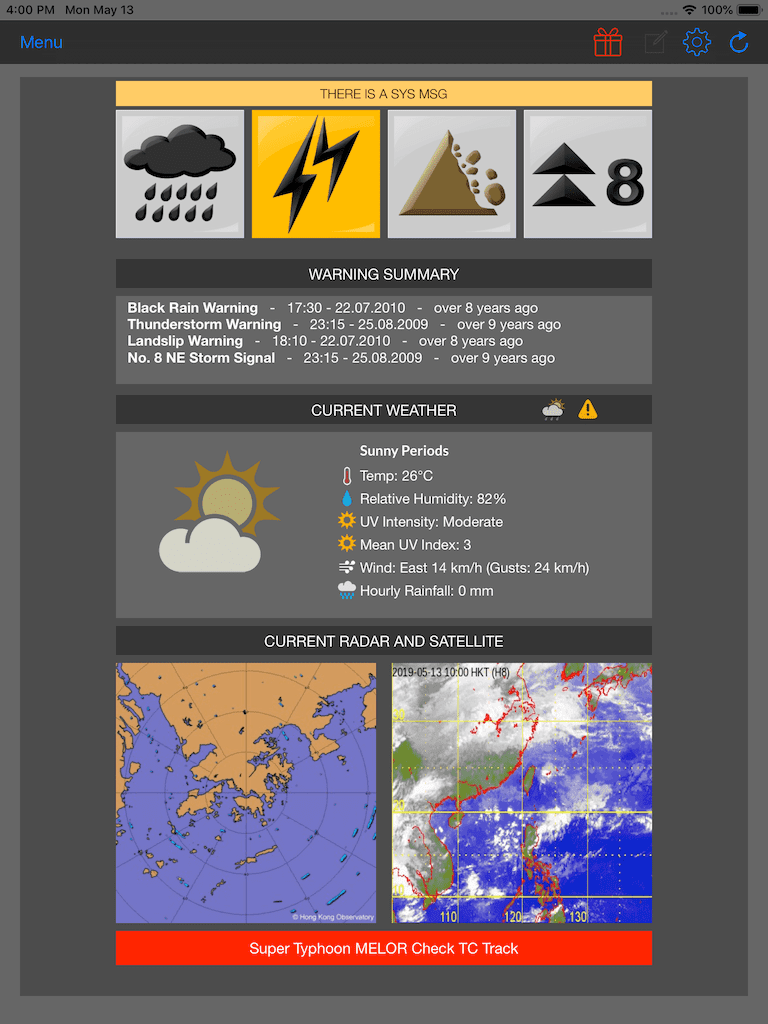 4:00 PM Mon May 13
100%
Menu
THERE IS A SYS MSG
8
WARNING SUMMARY
Black Rain Warning - 17:30 - 22.07.2010 - over 8 years ago
Thunderstorm Warning - 23:15 - 25.08.2009 - over 9 years ago
Landslip Warning - 18:10 - 22.07.2010 - over 8 years ago
No. 8 NE Storm Signal - 23:15 - 25.08.2009 - over 9 years ago
CURRENT WEATHER
Sunny Periods
Temp: 26°C
Relative Humidity: 82%
UV Intensity: Moderate
Mean UV Index: 3
Wind: East 14 km/h (Gusts: 24 km/h)
Hourly Rainfall: 0 mm
CURRENT RADAR AND SATELLITE
2019-05-13 10:00 HKT (H8)
30
20
10
110 120 130
© Hong Kong Observatory
Super Typhoon MELOR Check TC Track